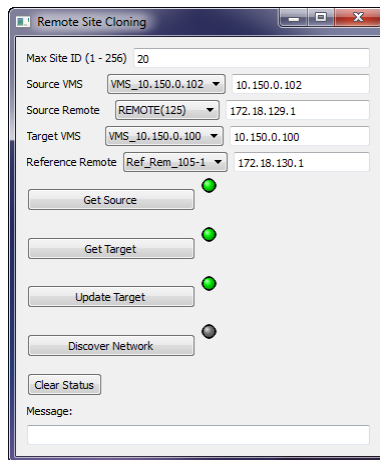 Remote Site Cloning
Max Site ID (1 - 256) 20
Source VMS VMS_10.150.0.102 10.150.0.102
Source Remote REMOTE(125) 172.18.129.1
Target VMS VMS_10.150.0.100 10.150.0.100
Reference Remote Ref_Rem_105-1 172.18.130.1
Get Source
Get Target
Update Target
Discover Network
Clear Status
Message: